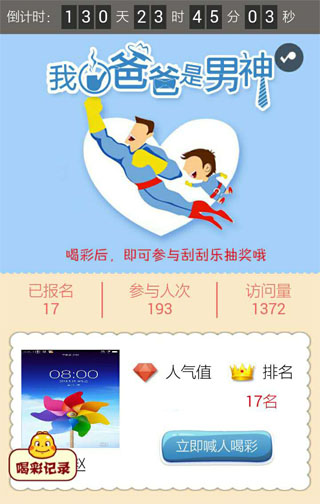 倒计时: 130 天 23 时 45 分 03 秒
我 爸爸是男神
喝彩后，即可参与刮刮乐抽奖哦
已报名 参与人次 访问量
17 193 1372
08:00
人气值 排名
17名
立即喊人喝彩
喝彩记录